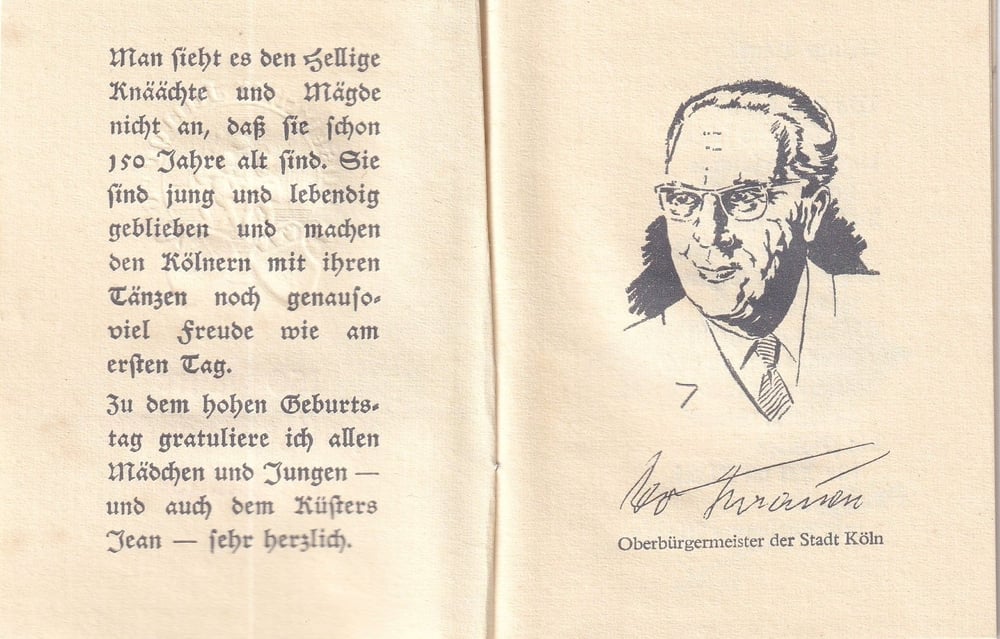 Man sieht es den Hellige
Knäächte und Mägde
nicht an, daß sie schon
150 Jahre alt sind. Sie
sind jung und lebendig
geblieben und machen
den Kölnern mit ihren
Tänzen noch genauso-
viel Freude wie am
ersten Tag.
Zu dem hohen Geburts-
tag gratuliere ich allen
Mädchen und Jungen —
und auch dem Küsters
Jean — sehr herzlich.
Oberbürgermeister der Stadt Köln